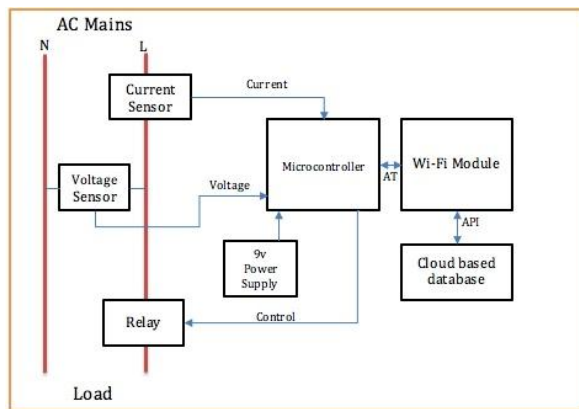 AC Mains
N
L
Current
Sensor
Current
Voltage
Sensor
Voltage
Microcontroller
AT
Wi-Fi Module
API
9v
Power
Supply
Cloud based
database
Relay
Control
Load